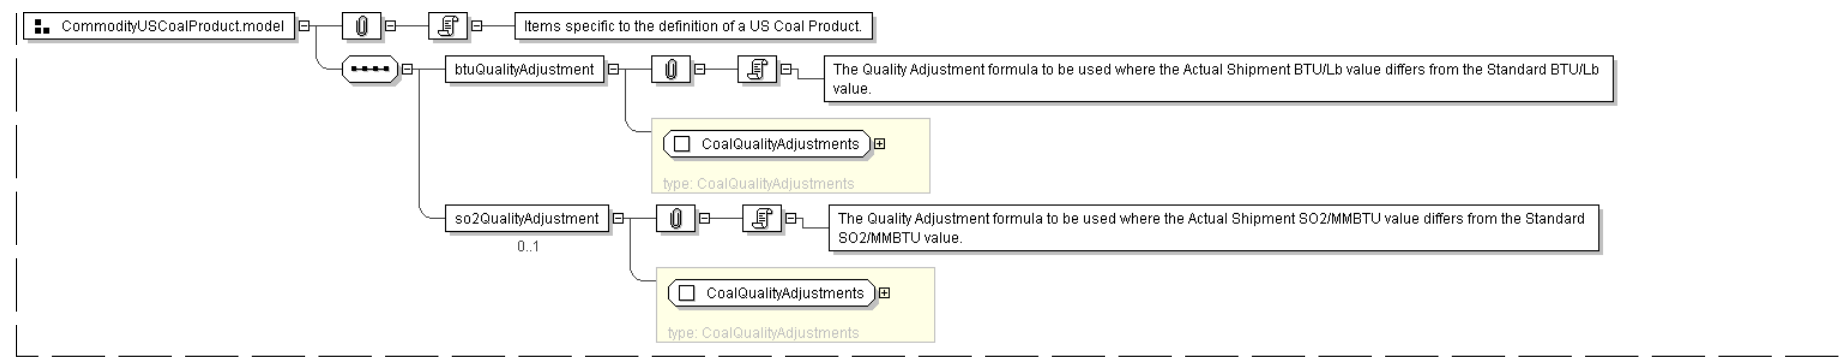 CommodityUSCoalProduct.model
Items specific to the definition of a US Coal Product.
btuQualityAdjustment
The Quality Adjustment formula to be used where the Actual Shipment BTU/Lb value differs from the Standard BTU/Lb
value.
CoalQualityAdjustments
type: CoalQualityAdjustments
so2QualityAdjustment
0..1
The Quality Adjustment formula to be used where the Actual Shipment SO2/MMBTU value differs from the Standard
SO2/MMBTU value.
CoalQualityAdjustments
type: CoalQualityAdjustments